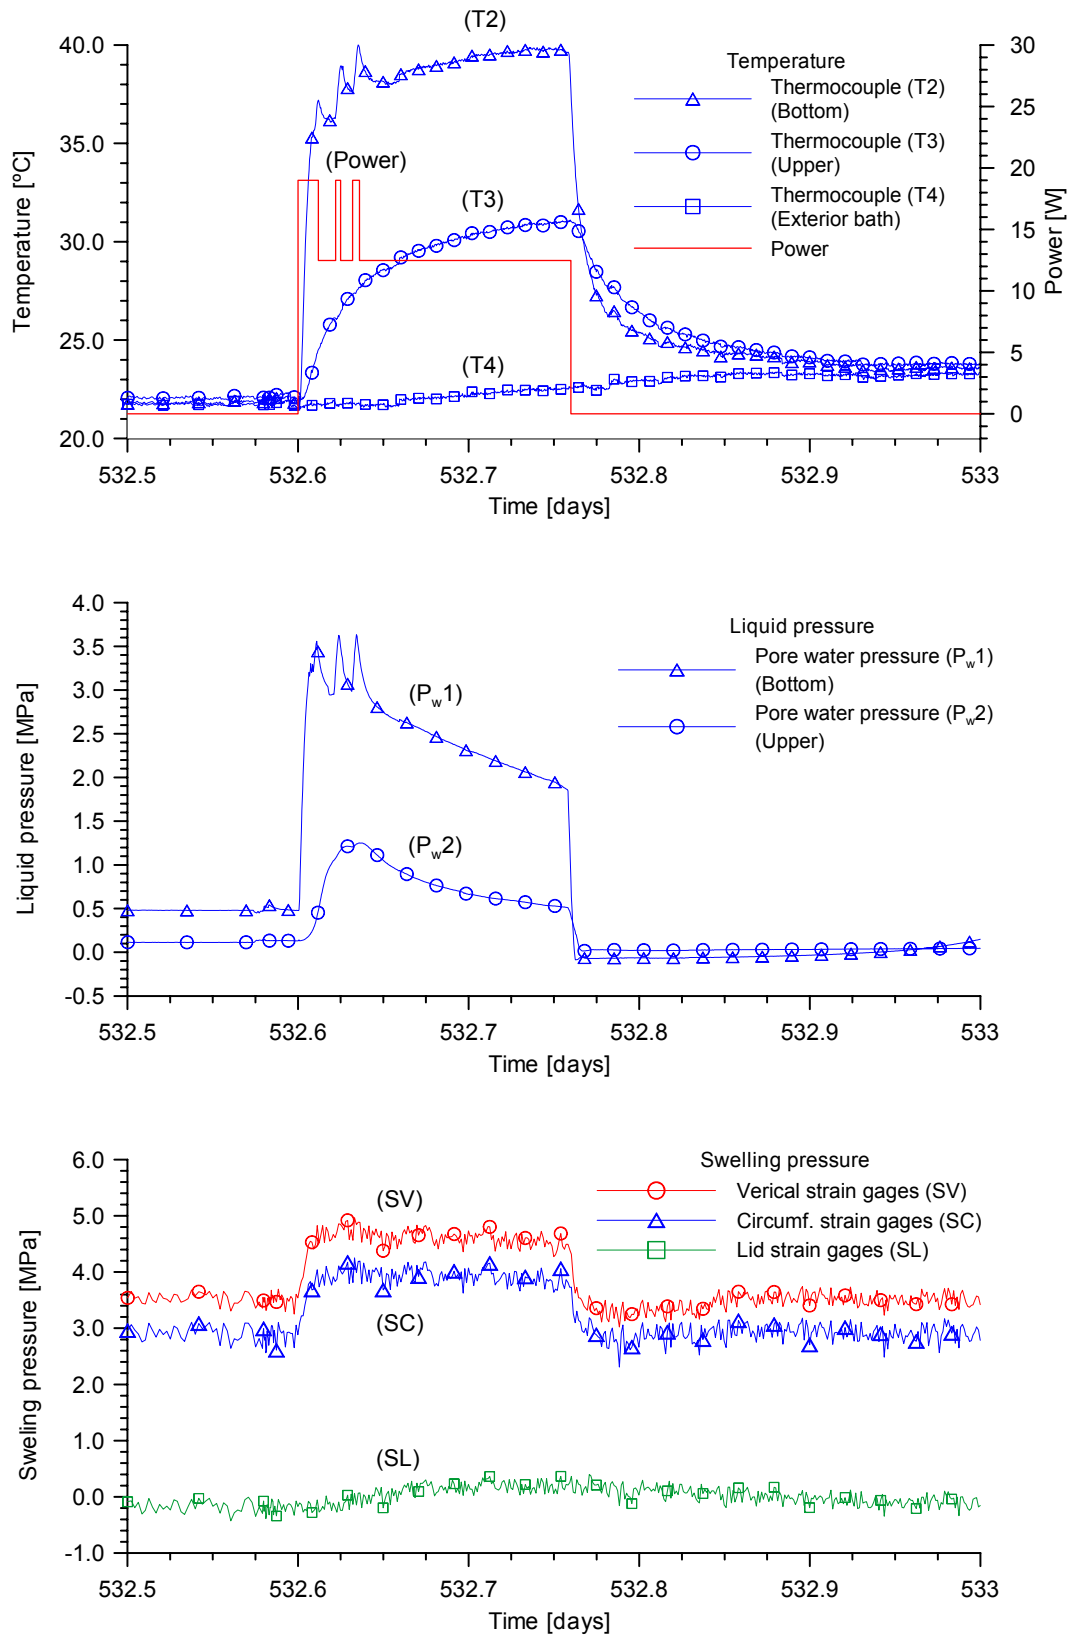 (T2)
40.0
30
Temperature
Thermocouple (T2)
(Bottom)
25
35.0
(Power)
Thermocouple (T3)
(Upper)
20
Temperature [ºC]
(T3)
Thermocouple (T4)
(Exterior bath)
Power [W]
30.0
15
Power
10
25.0
(T4)
5
0
20.0
532.5
532.6
532.7
532.8
532.9
533
Time [days]
4.0
3.5
Liquid pressure
Pore water pressure (Pw1)
(Bottom)
3.0
(Pw1)
Pore water pressure (Pw2)
(Upper)
2.5
Liquid pressure [MPa]
2.0
1.5
(Pw2)
1.0
0.5
0.0
-0.5
532.5
532.6
532.7
532.8
532.9
533
Time [days]
6.0
Swelling pressure
(SV)
Verical strain gages (SV)
5.0
Circumf. strain gages (SC)
Lid strain gages (SL)
4.0
Sweling pressure [MPa]
3.0
(SC)
2.0
1.0
(SL)
0.0
-1.0
532.5
532.6
532.7
532.8
532.9
533
Time [days]